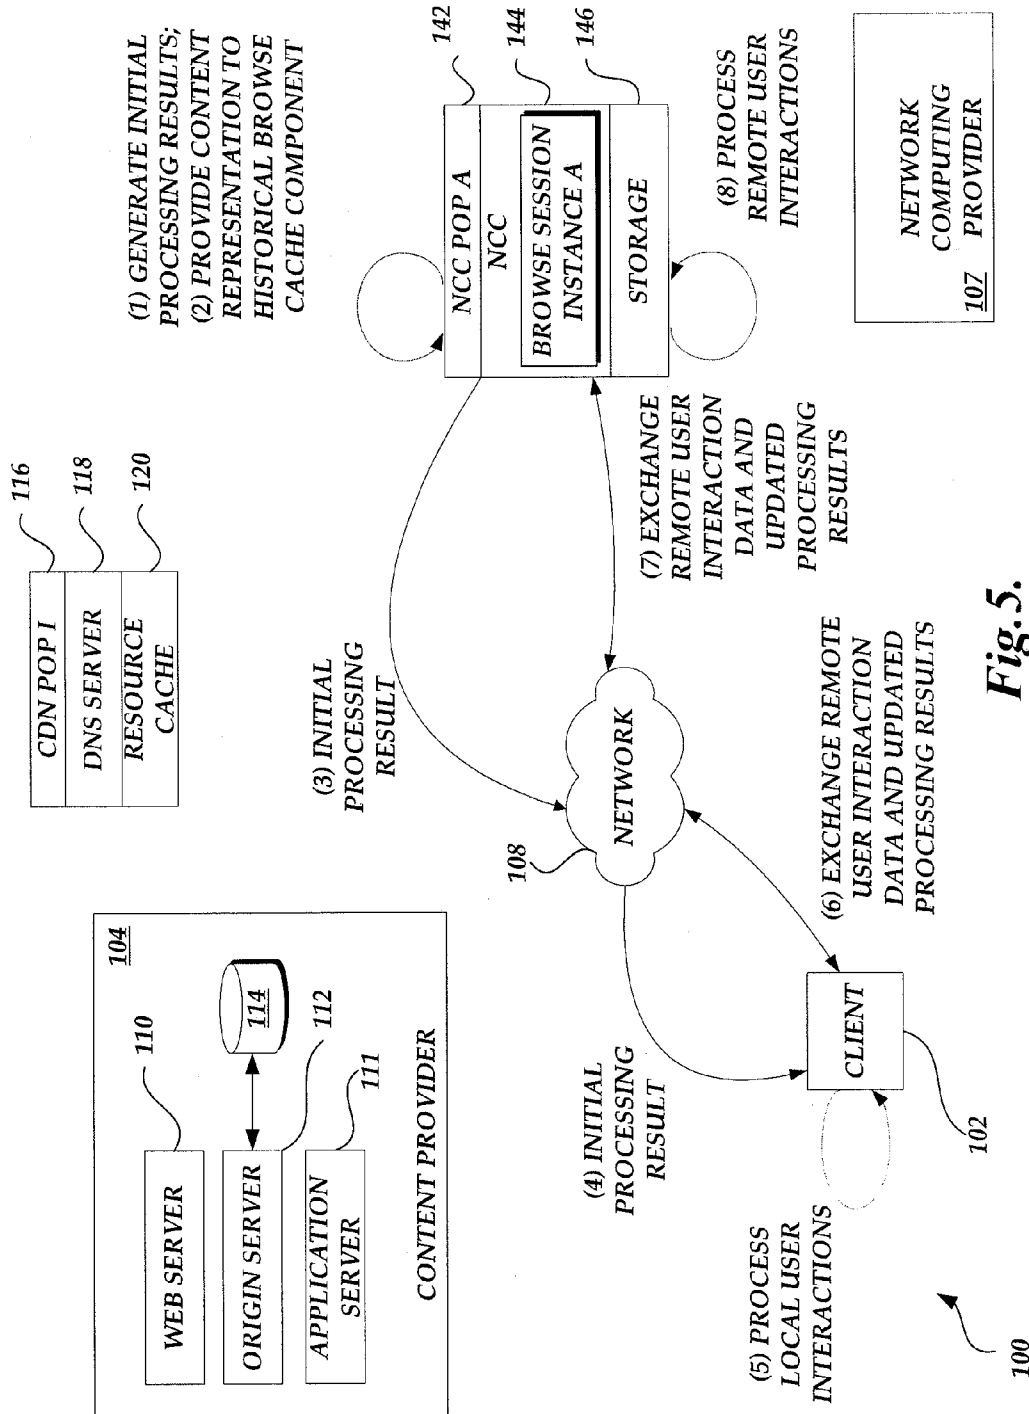 104
WEB SERVER
110
ORIGIN SERVER
114
112
APPLICATION
SERVER
111
CONTENT PROVIDER
CDN POP I
116
DNS SERVER
118
RESOURCE
CACHE
120
(1) GENERATE INITIAL
PROCESSING RESULTS;
(2) PROVIDE CONTENT
REPRESENTATION TO
HISTORICAL BROWSE
CACHE COMPONENT
(3) INITIAL
PROCESSING
RESULT
NCC POP A
142
NCC
144
BROWSE SESSION
INSTANCE A
STORAGE
146
(4) INITIAL
PROCESSING
RESULT
108
NETWORK
(7) EXCHANGE
REMOTE USER
INTERACTION
DATA AND
UPDATED
PROCESSING
RESULTS
(8) PROCESS
REMOTE USER
INTERACTIONS
(5) PROCESS
LOCAL USER
INTERACTIONS
CLIENT
102
(6) EXCHANGE REMOTE
USER INTERACTION
DATA AND UPDATED
PROCESSING RESULTS
NETWORK
COMPUTING
PROVIDER
107
100
Fig.5.